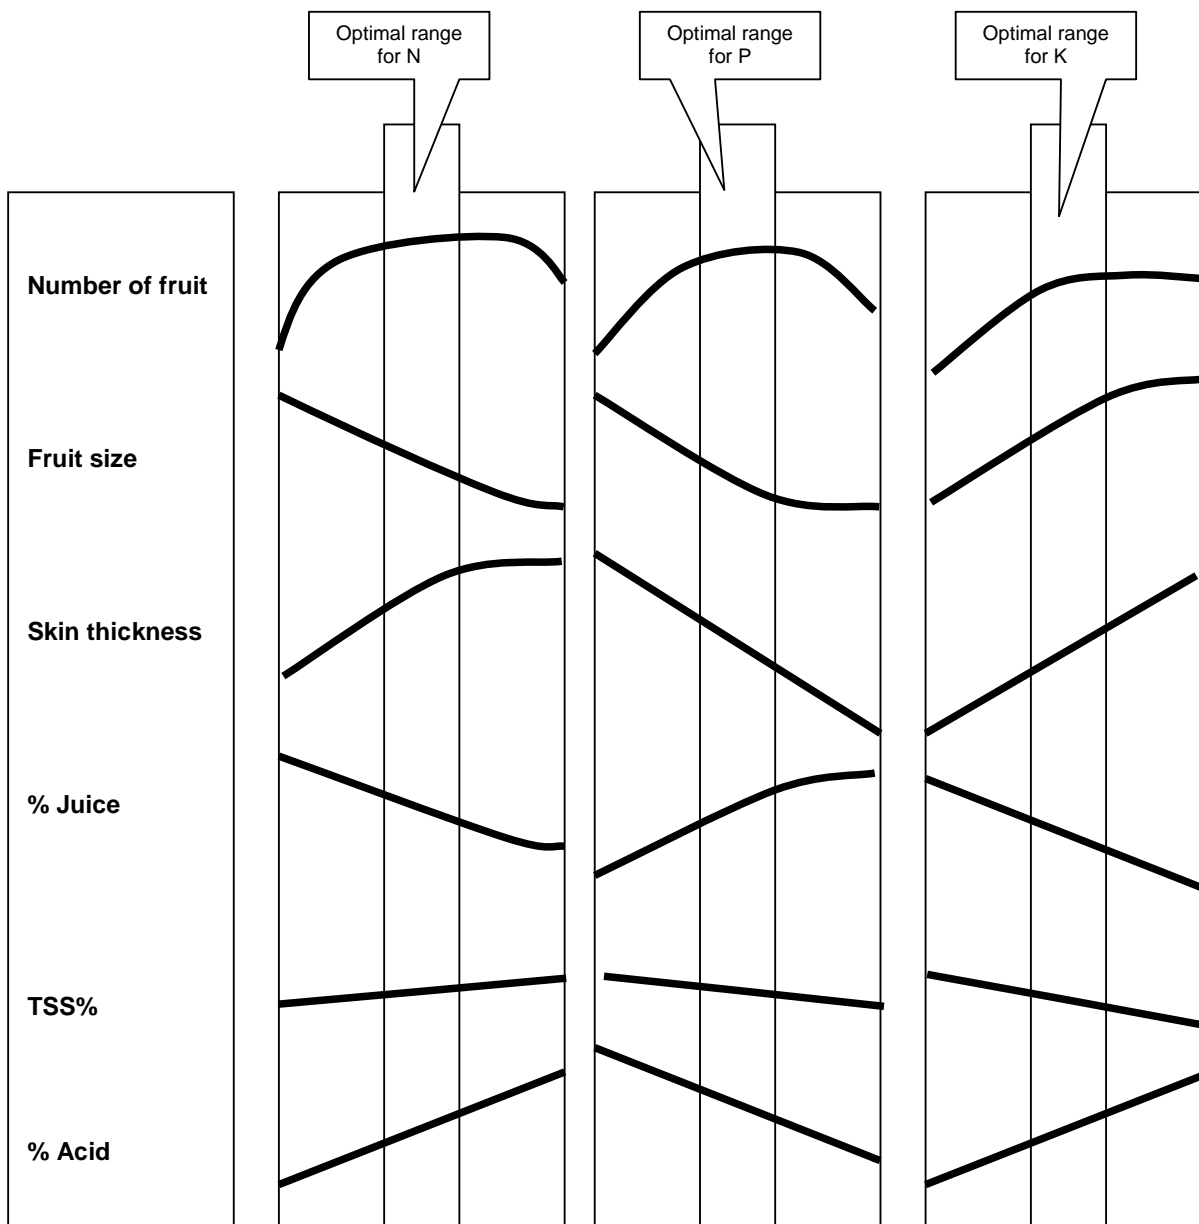 Optimal range
for N
Optimal range
for P
Optimal range
for K
Number of fruit
Fruit size
Skin thickness
% Juice
TSS%
% Acid